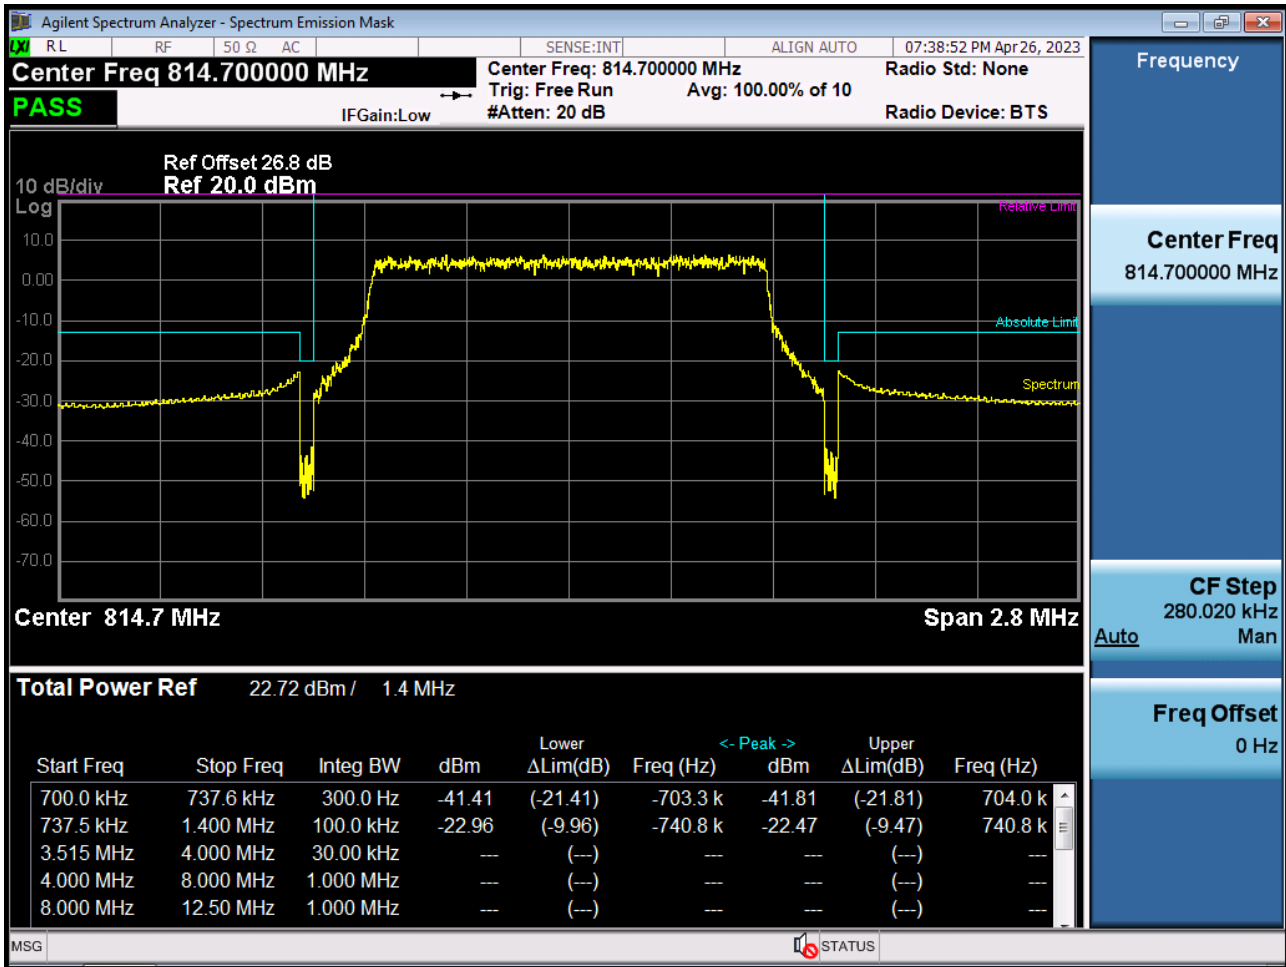 Agilent Spectrum Analyzer - Spectrum Emission Mask
LXI RL RF 50 Ω AC SENSE:INT ALIGN AUTO 07:38:52 PM Apr 26, 2023
Center Freq 814.700000 MHz
Center Freq: 814.700000 MHz
Radio Std: None
Trig: Free Run Avg: 100.00% of 10
PASS
IFGain:Low
#Atten: 20 dB
Radio Device: BTS
Ref Offset 26.8 dB
10 dB/div Ref 20.0 dBm
Log
Relative Limit
10.0
0.00
-10.0
Absolute Limit
-20.0
Spectrum
-30.0
-40.0
-50.0
-60.0
-70.0
Center 814.7 MHz Span 2.8 MHz
Total Power Ref 22.72 dBm / 1.4 MHz
Lower <- Peak -> Upper
Start Freq Stop Freq Integ BW dBm ΔLim(dB) Freq (Hz) dBm ΔLim(dB) Freq (Hz)
700.0 kHz 737.6 kHz 300.0 Hz -41.41 (-21.41) -703.3 k -41.81 (-21.81) 704.0 k
737.5 kHz 1.400 MHz 100.0 kHz -22.96 (-9.96) -740.8 k -22.47 (-9.47) 740.8 k
3.515 MHz 4.000 MHz 30.00 kHz --- (---) --- --- (---) ---
4.000 MHz 8.000 MHz 1.000 MHz --- (---) --- --- (---) ---
8.000 MHz 12.50 MHz 1.000 MHz --- (---) --- --- (---) ---
MSG STATUS
Frequency
Center Freq
814.700000 MHz
CF Step
280.020 kHz
Auto Man
Freq Offset
0 Hz